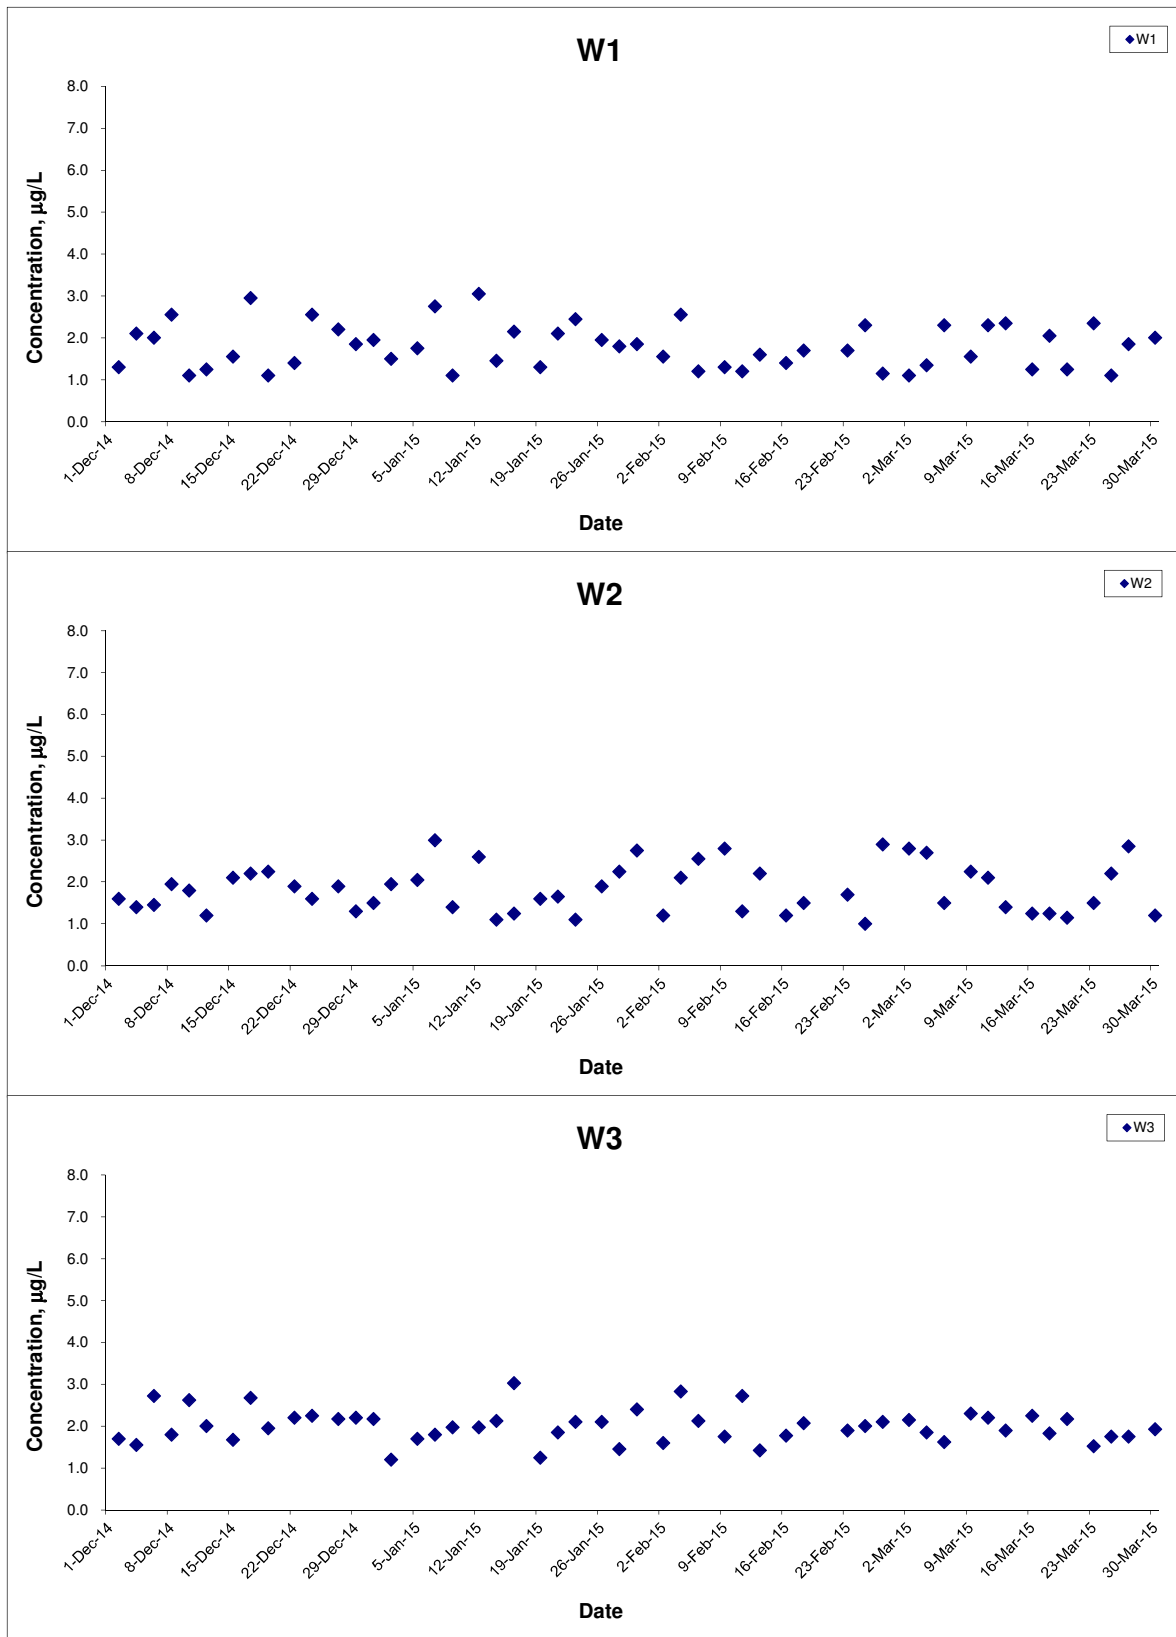 W1
W1
Concentration, µg/L
8.0
7.0
6.0
5.0
4.0
3.0
2.0
1.0
0.0
1-Dec-14
8-Dec-14
15-Dec-14
22-Dec-14
29-Dec-14
5-Jan-15
12-Jan-15
19-Jan-15
26-Jan-15
2-Feb-15
9-Feb-15
16-Feb-15
23-Feb-15
2-Mar-15
9-Mar-15
16-Mar-15
23-Mar-15
30-Mar-15
Date
W2
W2
Concentration, µg/L
8.0
7.0
6.0
5.0
4.0
3.0
2.0
1.0
0.0
1-Dec-14
8-Dec-14
15-Dec-14
22-Dec-14
29-Dec-14
5-Jan-15
12-Jan-15
19-Jan-15
26-Jan-15
2-Feb-15
9-Feb-15
16-Feb-15
23-Feb-15
2-Mar-15
9-Mar-15
16-Mar-15
23-Mar-15
30-Mar-15
Date
W3
W3
Concentration, µg/L
8.0
7.0
6.0
5.0
4.0
3.0
2.0
1.0
0.0
1-Dec-14
8-Dec-14
15-Dec-14
22-Dec-14
29-Dec-14
5-Jan-15
12-Jan-15
19-Jan-15
26-Jan-15
2-Feb-15
9-Feb-15
16-Feb-15
23-Feb-15
2-Mar-15
9-Mar-15
16-Mar-15
23-Mar-15
30-Mar-15
Date